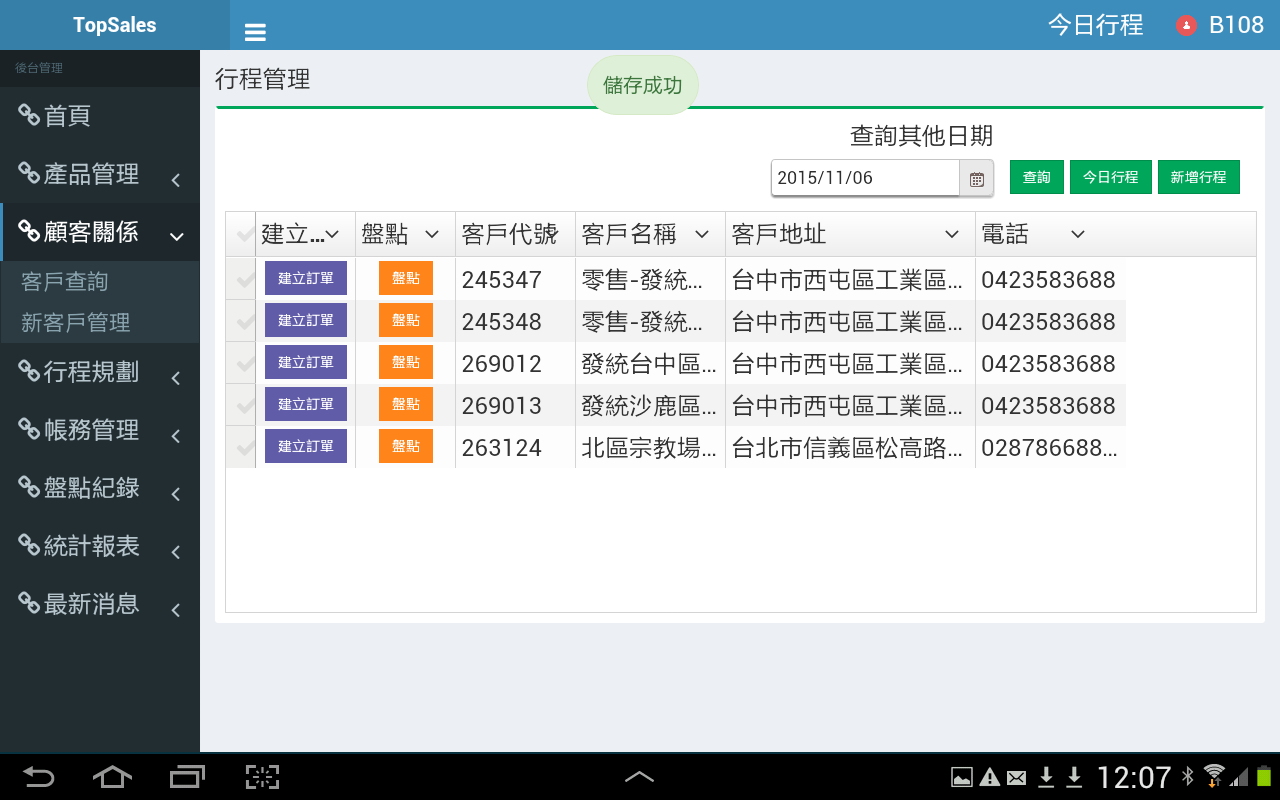 TopSales
今日行程
B108
後台管理
首頁
產品管理
顧客關係
客戶查詢
新客戶管理
行程規劃
帳務管理
盤點紀錄
統計報表
最新消息
行程管理
儲存成功
查詢其他日期
2015/11/06
查詢
今日行程
新增行程
建立... 盤點 客戶代號 客戶名稱 客戶地址 電話
建立訂單 盤點 245347 零售-發統... 台中市西屯區工業區... 0423583688
建立訂單 盤點 245348 零售-發統... 台中市西屯區工業區... 0423583688
建立訂單 盤點 269012 發統台中區... 台中市西屯區工業區... 0423583688
建立訂單 盤點 269013 發統沙鹿區... 台中市西屯區工業區... 0423583688
建立訂單 盤點 263124 北區宗教場... 台北市信義區松高路... 028786688...
12:07